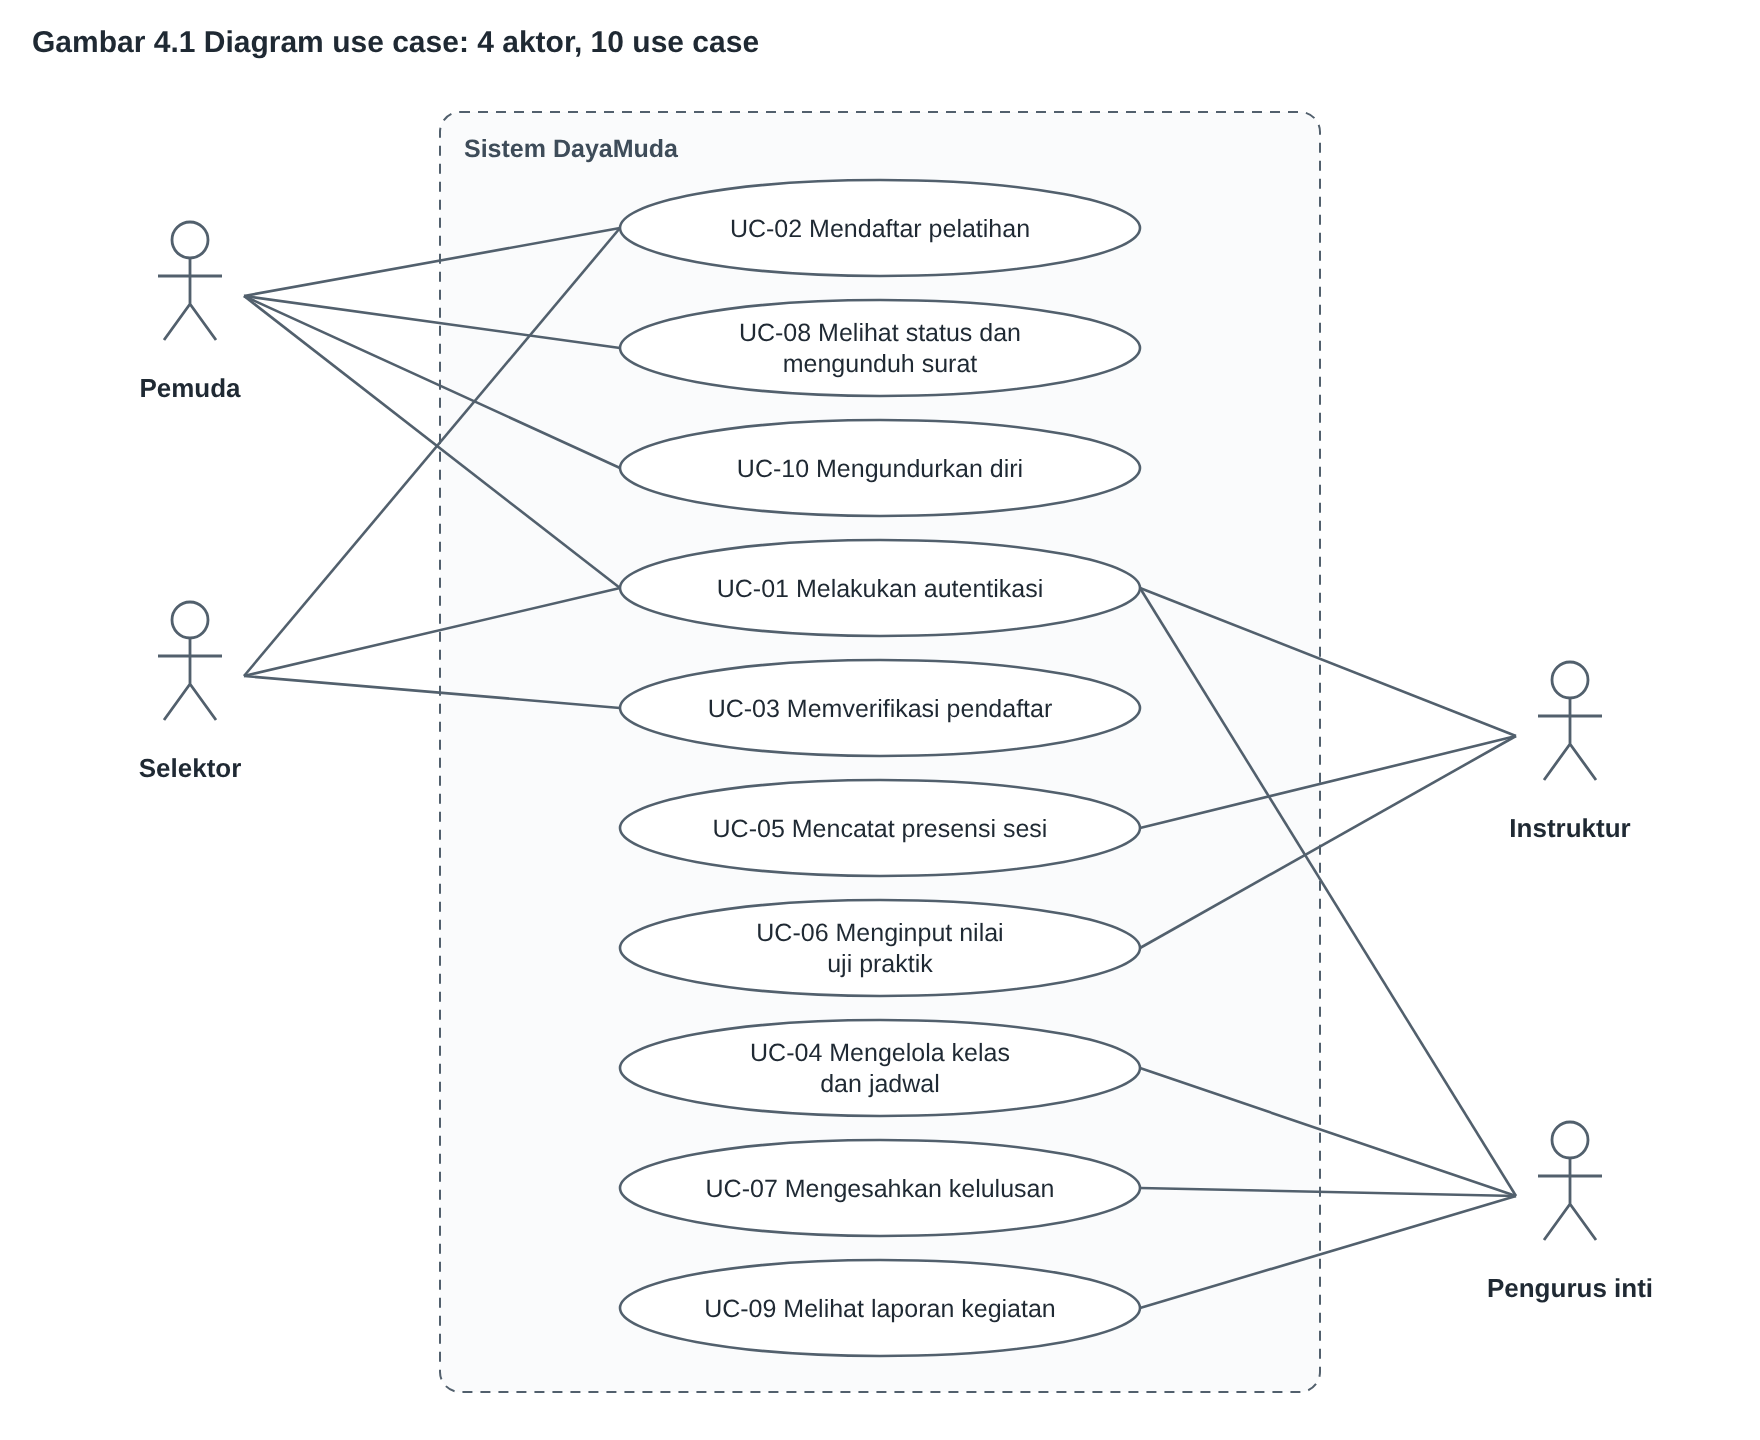 Gambar 4.1 Diagram use case: 4 aktor, 10 use case
Sistem DayaMuda
UC-02 Mendaftar pelatihan
UC-08 Melihat status dan
mengunduh surat
Pemuda
UC-10 Mengundurkan diri
UC-01 Melakukan autentikasi
UC-03 Memverifikasi pendaftar
Selektor
UC-05 Mencatat presensi sesi
Instruktur
UC-06 Menginput nilai
uji praktik
UC-04 Mengelola kelas
dan jadwal
UC-07 Mengesahkan kelulusan
Pengurus inti
UC-09 Melihat laporan kegiatan